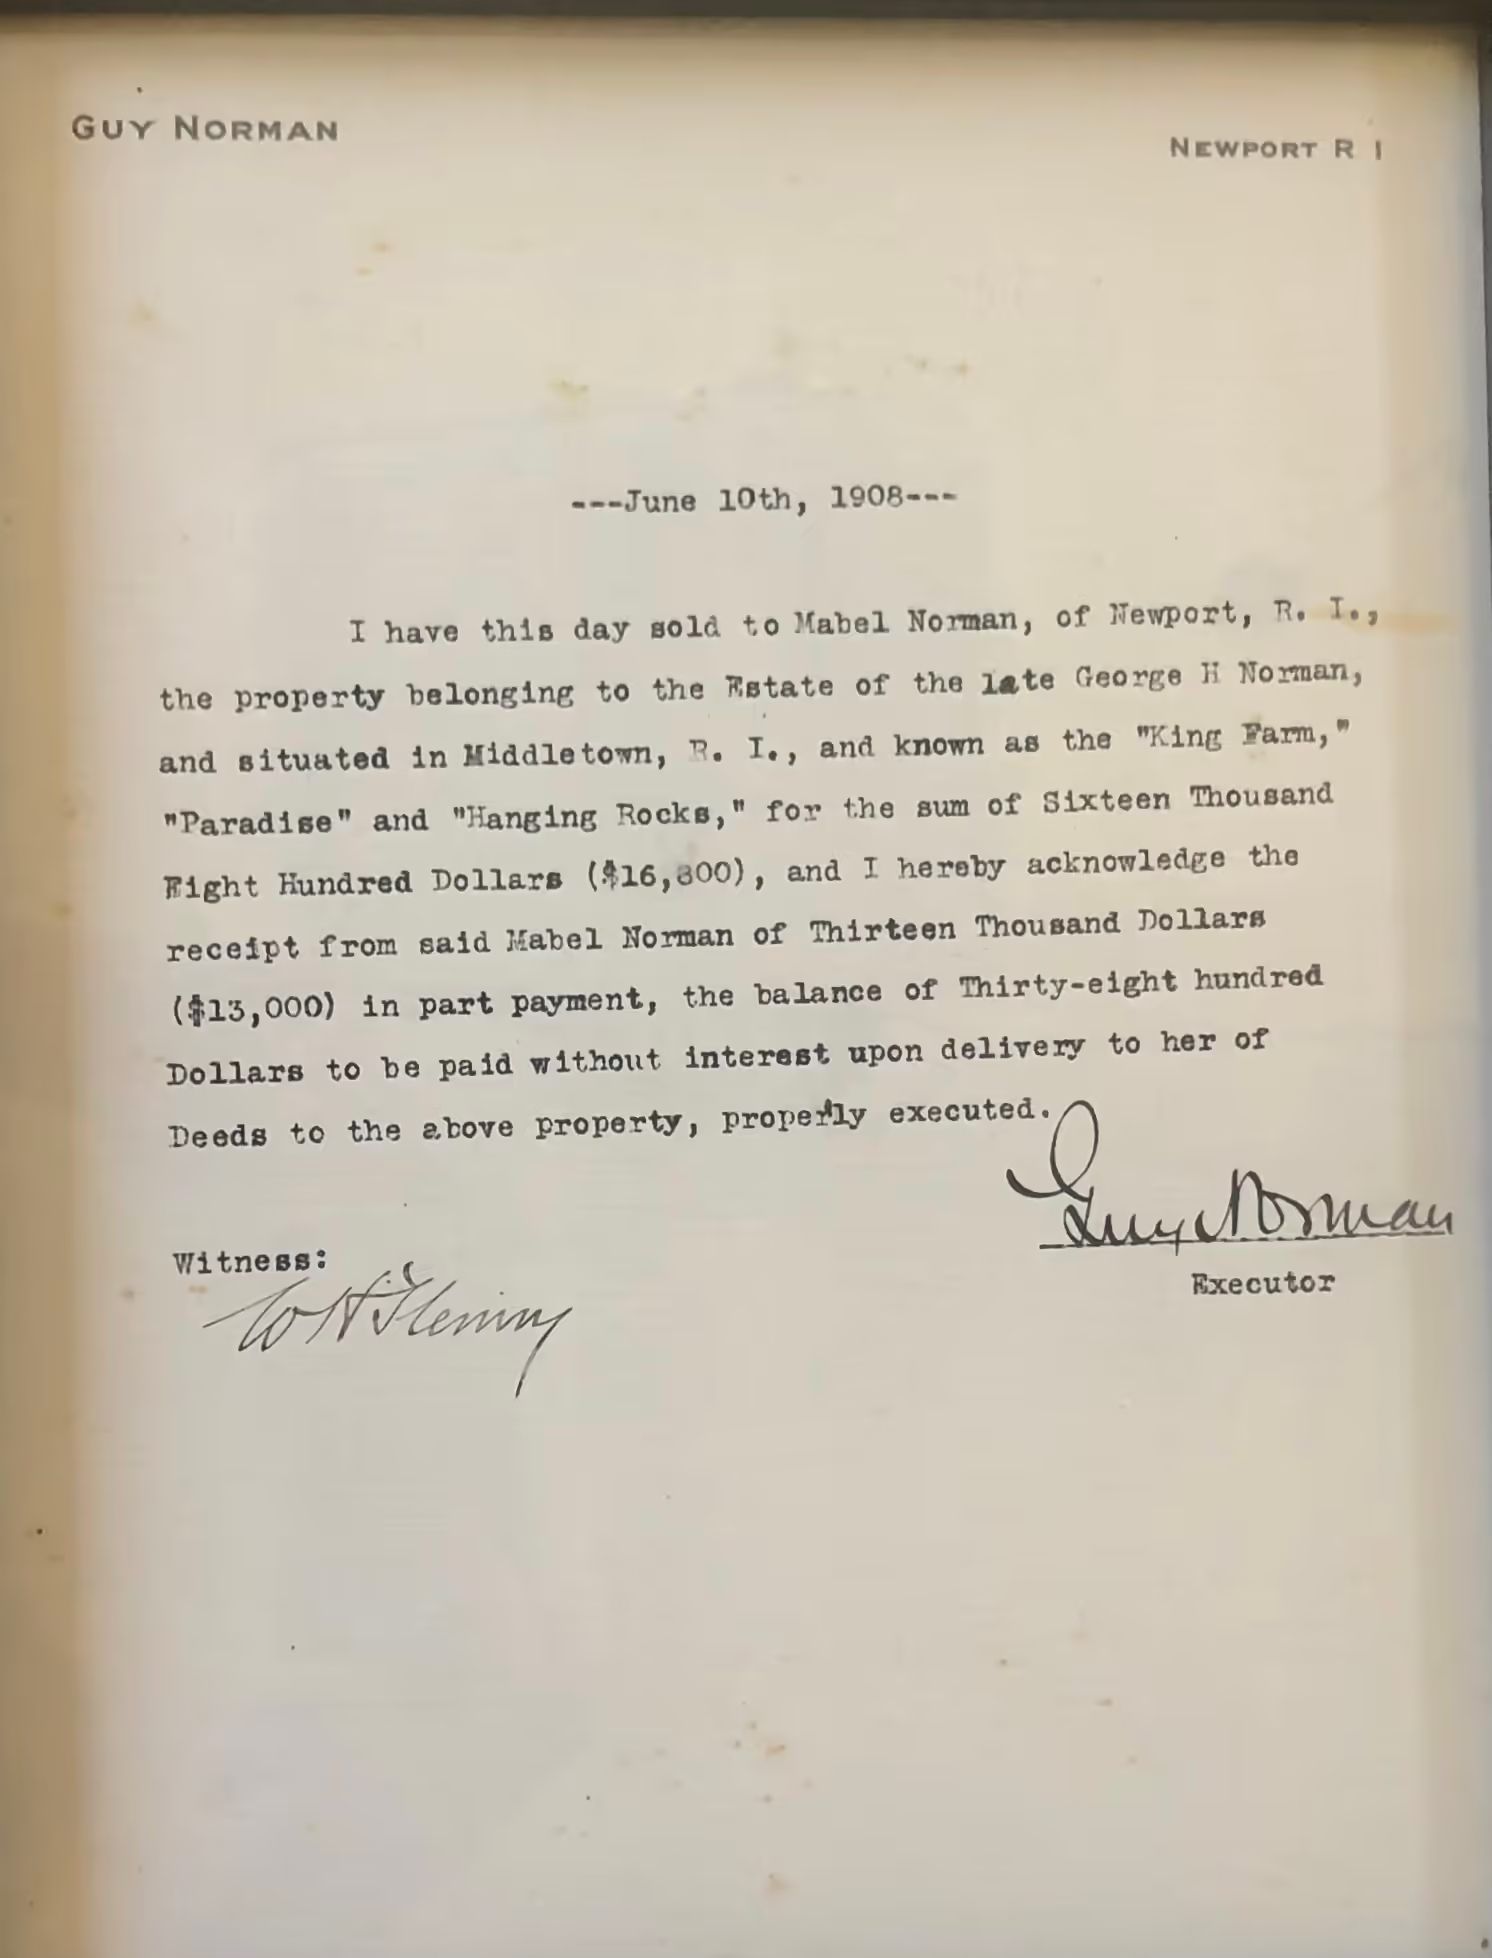 GUY NORMAN
NEWPORT R I
---June 10th, 1908---
I have this day sold to Mabel Norman, of Newport, R. I.,
the property belonging to the Estate of the late George H Norman,
and situated in Middletown, R. I., and known as the "King Farm,"
"Paradise" and "Hanging Rocks," for the sum of Sixteen Thousand
Eight Hundred Dollars ($16,800), and I hereby acknowledge the
receipt from said Mabel Norman of Thirteen Thousand Dollars
($13,000) in part payment, the balance of Thirty-eight hundred
Dollars to be paid without interest upon delivery to her of
Deeds to the above property, properly executed.
Guy Norman
Witness:
Executor
W H Fleming